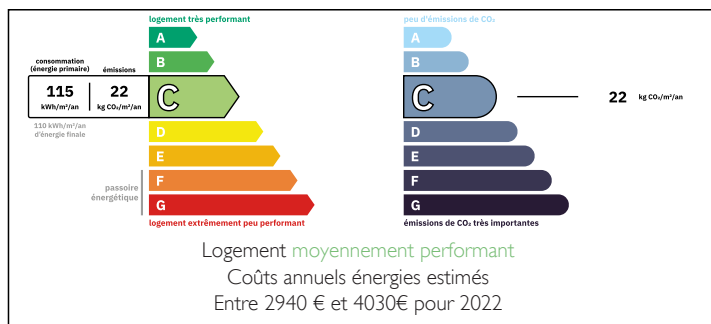 logement très performant
A
B
consommation
(énergie primaire)
émissions
115
kWh/m²/an
22
kg CO₂/m²/an
C
110 kWh/m²/an
d'énergie finale
D
E
passoire
énergétique
F
G
logement extrêmement peu performant
peu d'émissions de CO₂
A
B
C
22 kg CO₂/m²/an
D
E
F
G
émissions de CO₂ très importantes
Logement moyennement performant
Coûts annuels énergies estimés
Entre 2940 € et 4030€ pour 2022